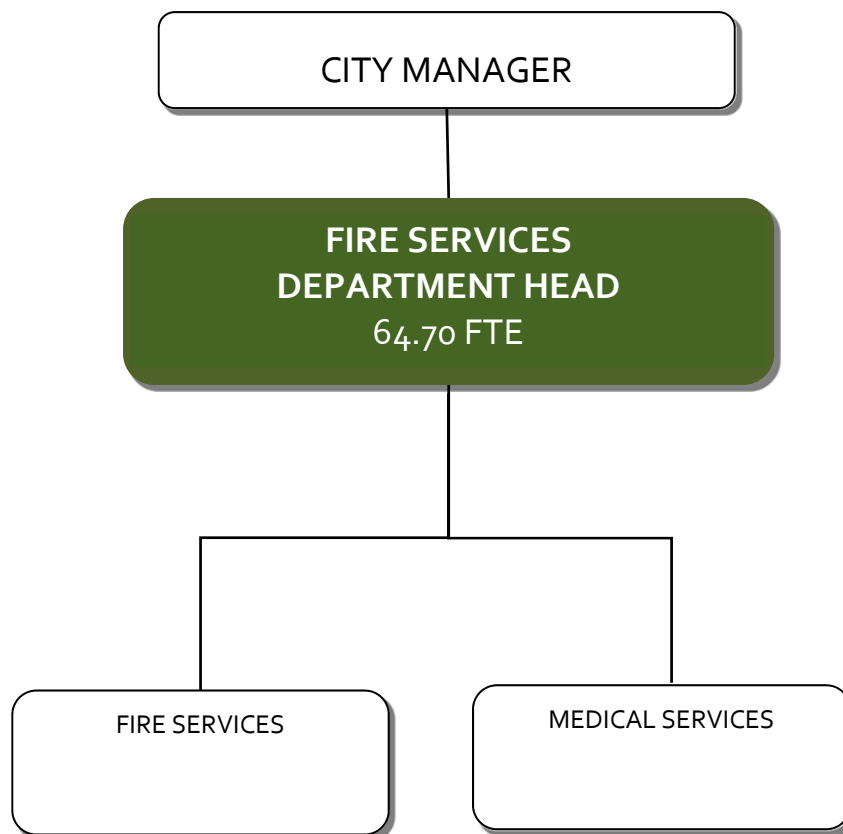 CITY MANAGER
FIRE SERVICES
DEPARTMENT HEAD
64.70 FTE
FIRE SERVICES
MEDICAL SERVICES